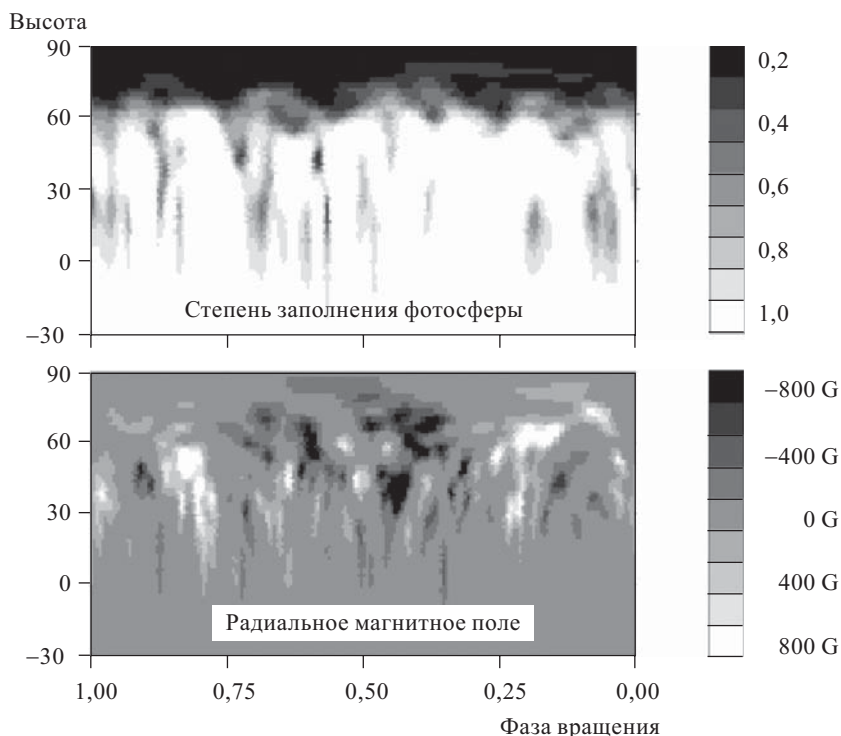 Высота
90
60
30
0
−30
Степень заполнения фотосферы
0,2
0,4
0,6
0,8
1,0
90
60
30
0
−30
Радиальное магнитное поле
−800 G
−400 G
0 G
400 G
800 G
1,00 0,75 0,50 0,25 0,00
Фаза вращения